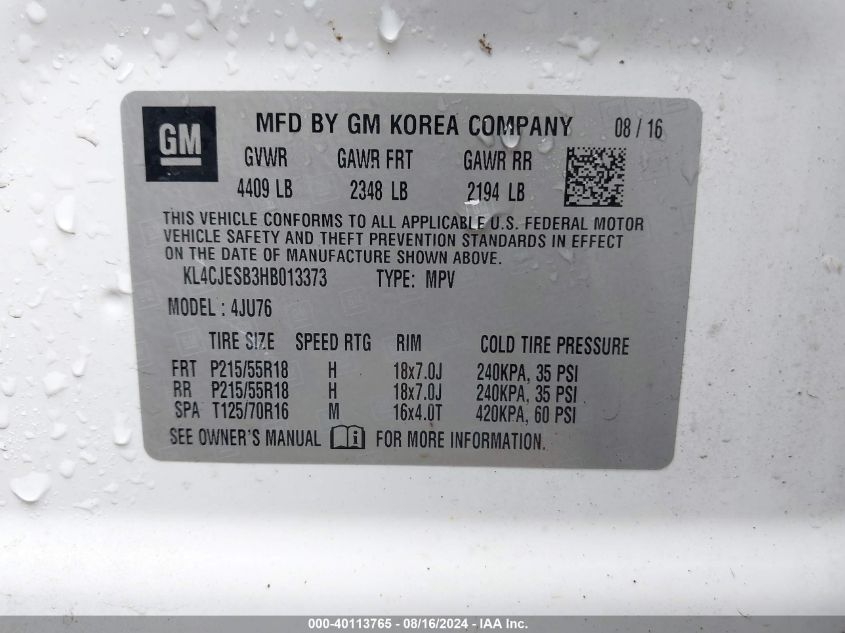 GM MFD BY GM KOREA COMPANY 08 / 16
GVWR GAWR FRT GAWR RR
4409 LB 2348 LB 2194 LB
THIS VEHICLE CONFORMS TO ALL APPLICABLE U.S. FEDERAL MOTOR
VEHICLE SAFETY AND THEFT PREVENTION STANDARDS IN EFFECT
ON THE DATE OF MANUFACTURE SHOWN ABOVE.
KL4CJESB3HB013373 TYPE: MPV
MODEL : 4JU76
TIRE SIZE SPEED RTG RIM COLD TIRE PRESSURE
FRT P215/55R18 H 18x7.0J 240KPA, 35 PSI
RR P215/55R18 H 18x7.0J 240KPA, 35 PSI
SPA T125/70R16 M 16x4.0T 420KPA, 60 PSI
SEE OWNER'S MANUAL i FOR MORE INFORMATION.
000-40113765 - 08/16/2024 - IAA Inc.